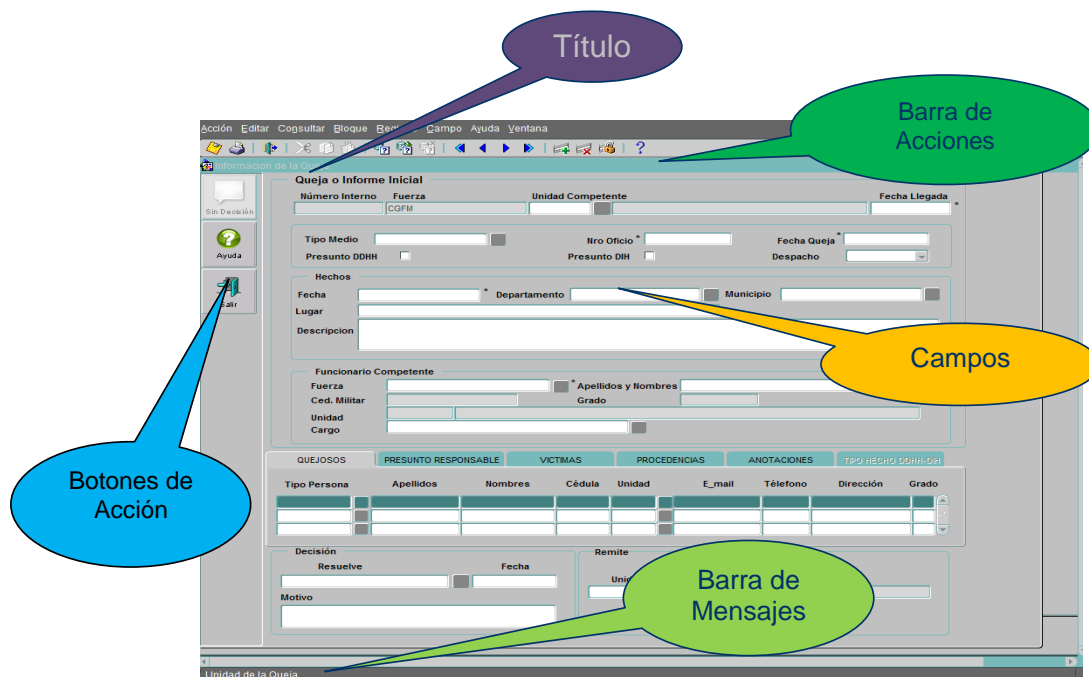 Título
Barra de
Acciones
Acción Editar Consultar Bloque Campo Ayuda Ventana
Informacion de la
Queja o Informe Inicial
Número Interno Fuerza Unidad Competente Fecha Llegada
CGFM *
Sin Decisión
Tipo Medio Nro Oficio * Fecha Queja *
Presunto DDHH Presunto DIH Despacho
Ayuda
Hechos
Fecha * Departamento Municipio
Salir
Lugar
Descripcion
Campos
Funcionario Competente
Fuerza * Apellidos y Nombres
Ced. Militar Grado
Unidad
Cargo
Botones de
Acción
QUEJOSOS PRESUNTO RESPONSABLE VICTIMAS PROCEDENCIAS ANOTACIONES TIPO HECHO DDHH-DIH
Tipo Persona Apellidos Nombres Cédula Unidad E_mail Télefono Dirección Grado
Decisión Remite
Resuelve Fecha
Motivo
Barra de
Mensajes
Unidad de la Queja